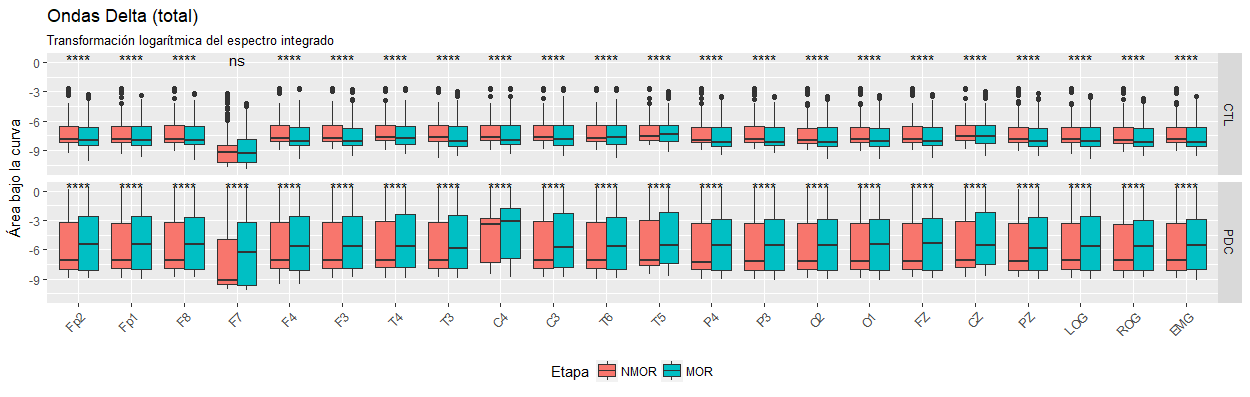 Ondas Delta (total)
Transformación logarítmica del espectro integrado
Área bajo la curva
0 **** **** **** ns **** **** **** **** **** **** **** **** **** **** **** **** **** **** **** **** **** ****
-3
-6
-9
CTL
0 **** **** **** **** **** **** **** **** **** **** **** **** **** **** **** **** **** **** **** **** **** ****
-3
-6
-9
PDC
Fp2 Fp1 F8 F7 F4 F3 T4 T3 C4 C3 T6 T5 P4 P3 O2 O1 FZ CZ PZ LOG ROG EMG
Etapa NMOR MOR